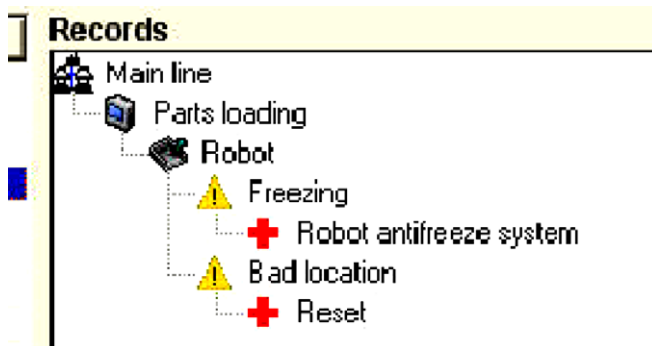 Records
Main line
Parts loading
Robot
Freezing
Robot antifreeze system
Bad location
Reset